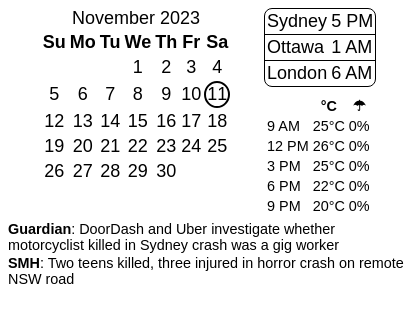 November 2023
Su Mo Tu We Th Fr Sa
1 2 3 4
5 6 7 8 9 10 11
12 13 14 15 16 17 18
19 20 21 22 23 24 25
26 27 28 29 30
Sydney 5 PM
Ottawa 1 AM
London 6 AM
°C ☂
9 AM 25°C 0%
12 PM 26°C 0%
3 PM 25°C 0%
6 PM 22°C 0%
9 PM 20°C 0%
Guardian: DoorDash and Uber investigate whether
motorcyclist killed in Sydney crash was a gig worker
SMH: Two teens killed, three injured in horror crash on remote
NSW road